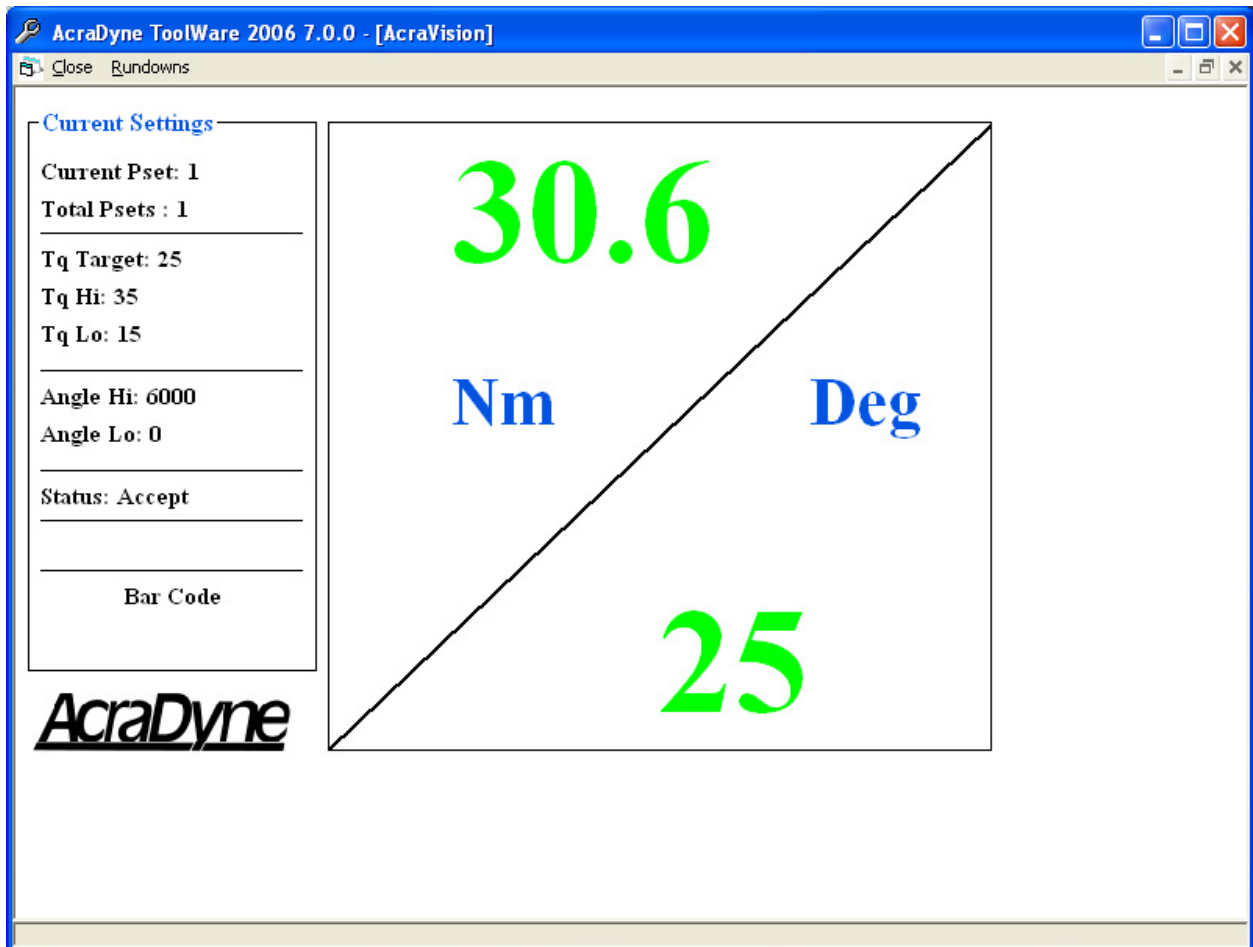 AcraDyne ToolWare 2006 7.0.0 - [AcraVision]
Close Rundowns
Current Settings
Current Pset: 1
Total Psets : 1
Tq Target: 25
Tq Hi: 35
Tq Lo: 15
Angle Hi: 6000
Angle Lo: 0
Status: Accept
Bar Code
AcraDyne
30.6
Nm
Deg
25